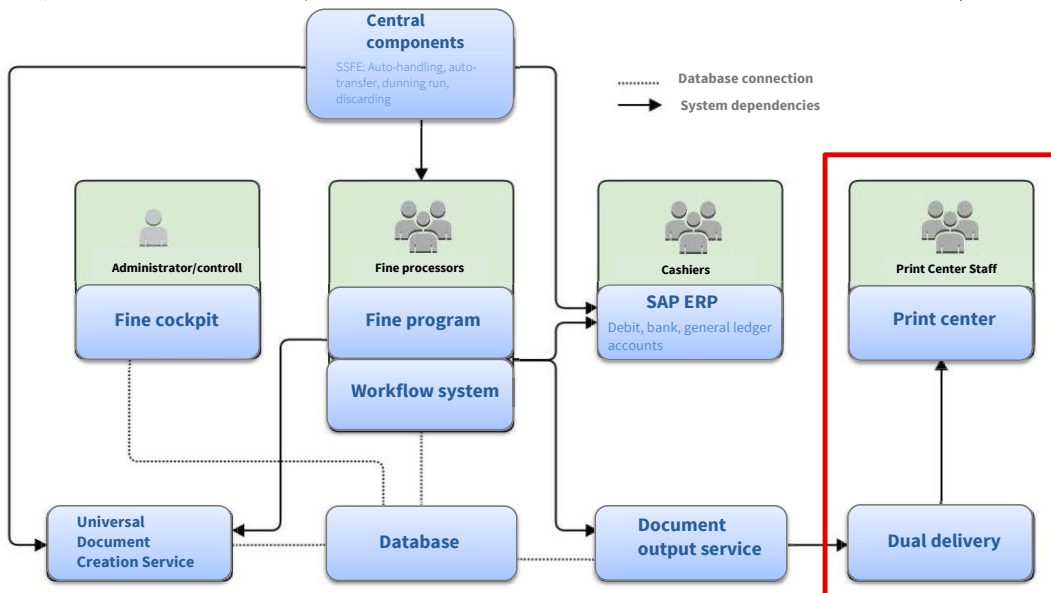 Central
components
SSFE: Auto-handling, auto-
transfer, dunning run,
discarding
Database connection
System dependencies
Administrator/controll
Fine cockpit
Fine processors
Fine program
Workflow system
Cashiers
SAP ERP
Debit, bank, general ledger
accounts
Print Center Staff
Print center
Universal
Document
Creation Service
Database
Document
output service
Dual delivery